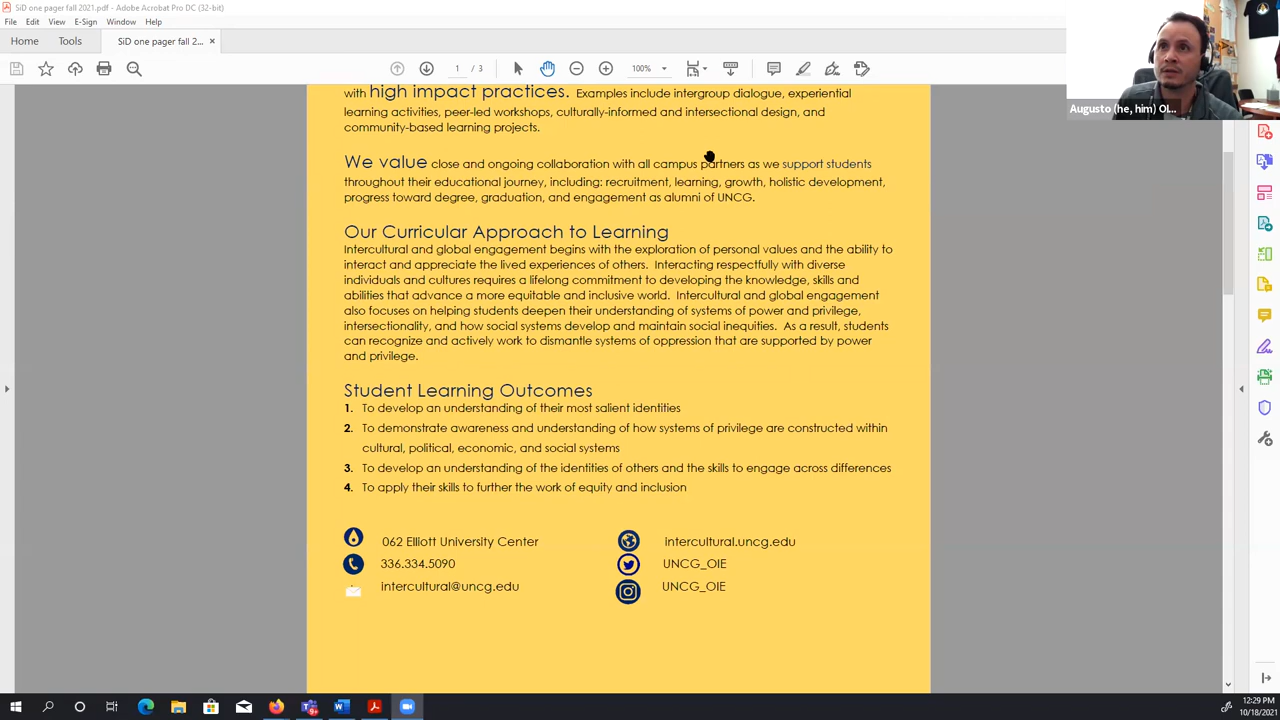 SiD one pager fall 2021.pdf - Adobe Acrobat Pro DC (32-bit)
File Edit View E-Sign Window Help
Home Tools SiD one pager fall 2... ×
1 / 3 100%
Augusto (he, him) Ol...
with high impact practices. Examples include intergroup dialogue, experiential
learning activities, peer-led workshops, culturally-informed and intersectional design, and
community-based learning projects.
We value close and ongoing collaboration with all campus partners as we support students
throughout their educational journey, including: recruitment, learning, growth, holistic development,
progress toward degree, graduation, and engagement as alumni of UNCG.
Our Curricular Approach to Learning
Intercultural and global engagement begins with the exploration of personal values and the ability to
interact and appreciate the lived experiences of others. Interacting respectfully with diverse
individuals and cultures requires a lifelong commitment to developing the knowledge, skills and
abilities that advance a more equitable and inclusive world. Intercultural and global engagement
also focuses on helping students deepen their understanding of systems of power and privilege,
intersectionality, and how social systems develop and maintain social inequities. As a result, students
can recognize and actively work to dismantle systems of oppression that are supported by power
and privilege.
Student Learning Outcomes
1. To develop an understanding of their most salient identities
2. To demonstrate awareness and understanding of how systems of privilege are constructed within
cultural, political, economic, and social systems
3. To develop an understanding of the identities of others and the skills to engage across differences
4. To apply their skills to further the work of equity and inclusion
062 Elliott University Center
336.334.5090
intercultural@uncg.edu
intercultural.uncg.edu
UNCG_OIE
UNCG_OIE
12:29 PM
10/18/2021